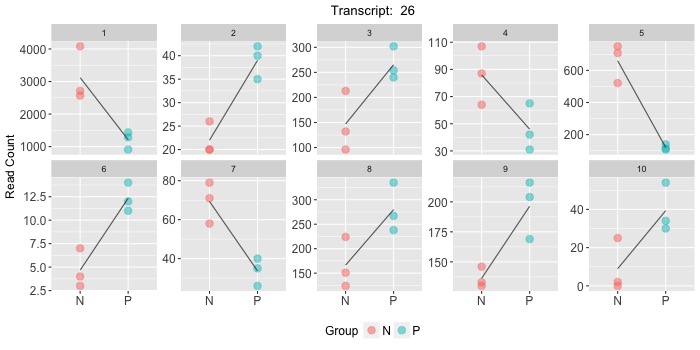 Transcript: 26
Read Count
1 2 3 4 5
4000 3000 2000 1000
40 35 30 25 20
300 250 200 150 100
110 90 70 50 30
600 400 200
6 7 8 9 10
12.5 10.0 7.5 5.0 2.5
80 60 40
300 250 200 150
200 175 150
40 20 0
N P N P N P N P N P
Group N P